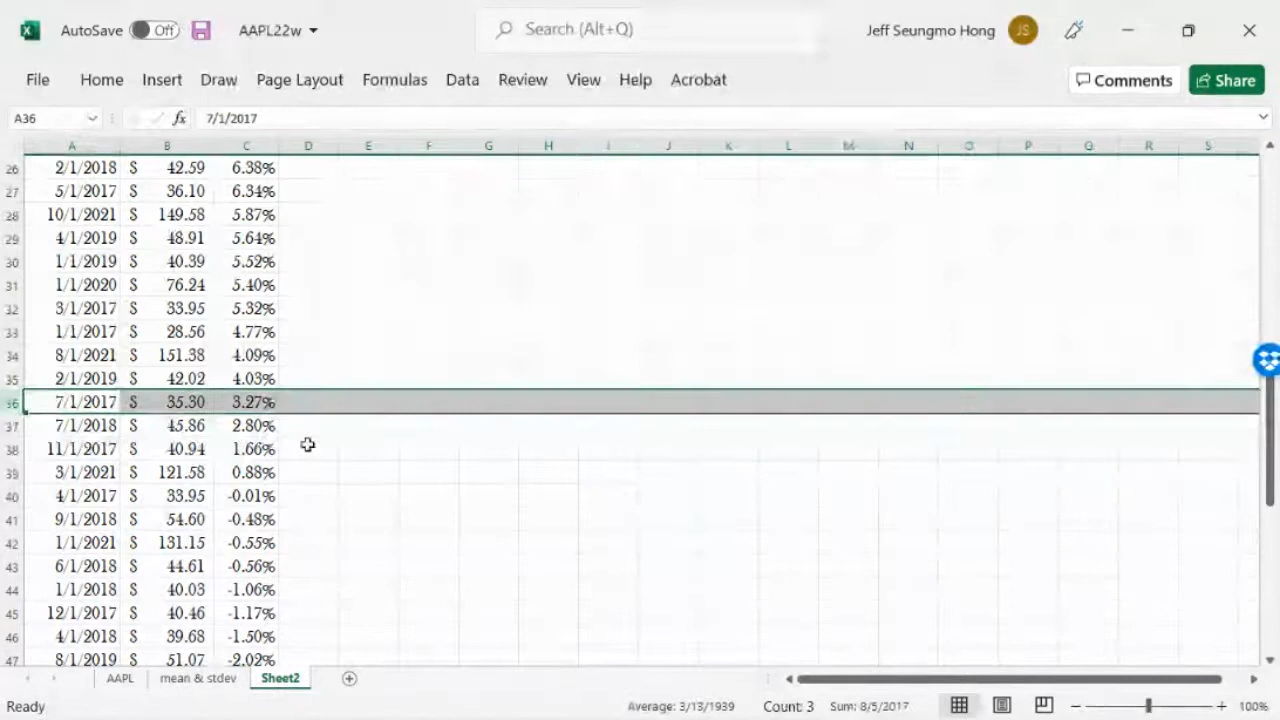 AutoSave Off AAPL22w Search (Alt+Q) Jeff Seungmo Hong JS
File Home Insert Draw Page Layout Formulas Data Review View Help Acrobat Comments Share
A36 fx 7/1/2017
A B C D E F G H I J K L M N O P Q R S
26 2/1/2018 $ 42.59 6.38%
27 5/1/2017 $ 36.10 6.34%
28 10/1/2021 $ 149.58 5.87%
29 4/1/2019 $ 48.91 5.64%
30 1/1/2019 $ 40.39 5.52%
31 1/1/2020 $ 76.24 5.40%
32 3/1/2017 $ 33.95 5.32%
33 1/1/2017 $ 28.56 4.77%
34 8/1/2021 $ 151.38 4.09%
35 2/1/2019 $ 42.02 4.03%
36 7/1/2017 $ 35.30 3.27%
37 7/1/2018 $ 45.86 2.80%
38 11/1/2017 $ 40.94 1.66%
39 3/1/2021 $ 121.58 0.88%
40 4/1/2017 $ 33.95 -0.01%
41 9/1/2018 $ 54.60 -0.48%
42 1/1/2021 $ 131.15 -0.55%
43 6/1/2018 $ 44.61 -0.56%
44 1/1/2018 $ 40.03 -1.06%
45 12/1/2017 $ 40.46 -1.17%
46 4/1/2018 $ 39.68 -1.50%
47 8/1/2019 $ 51.07 -2.02%
AAPL mean & stdev Sheet2
Ready Average: 3/13/1939 Count: 3 Sum: 8/5/2017 100%